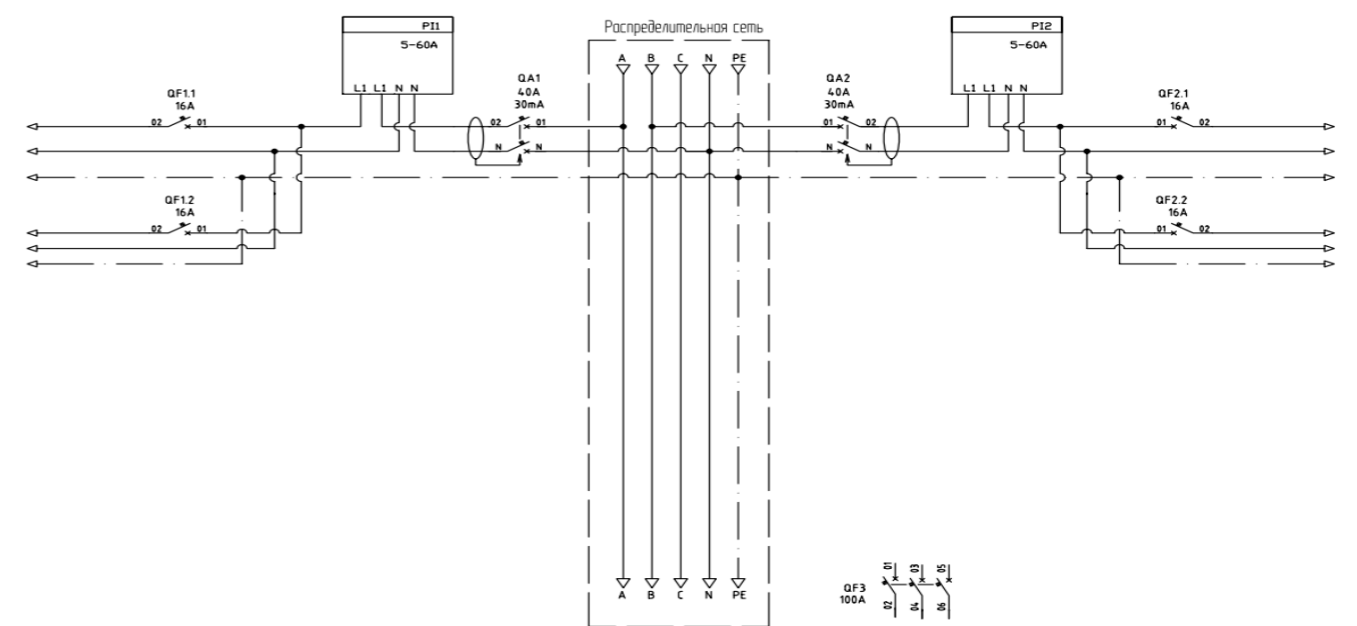 Распределительная сеть
PI1
5-60A
L1 L1 N N
PI2
5-60A
L1 L1 N N
A B C N PE
QA1
40A
30mA
QA2
40A
30mA
QF1.1
16A
QF2.1
16A
02 01
02 01
01 02
01 02
N N
N N
QF1.2
16A
QF2.2
16A
02 01
01 02
QF3
100A
01 03 05
02 04 06
A B C N PE